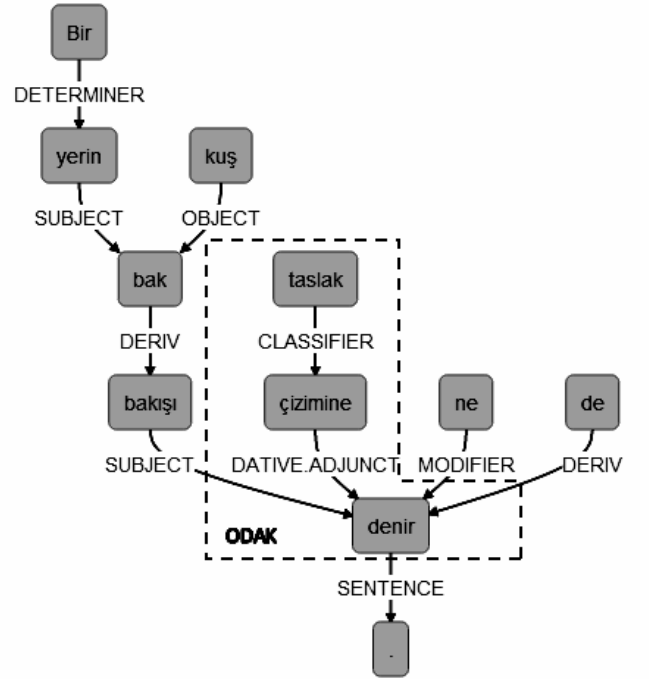 Bir
DETERMINER
yerin kuş
SUBJECT OBJECT
bak taslak
DERIV CLASSIFIER
bakışı çizimine ne de
SUBJECT DATIVE.ADJUNCT MODIFIER DERIV
ODAK denir
SENTENCE
.